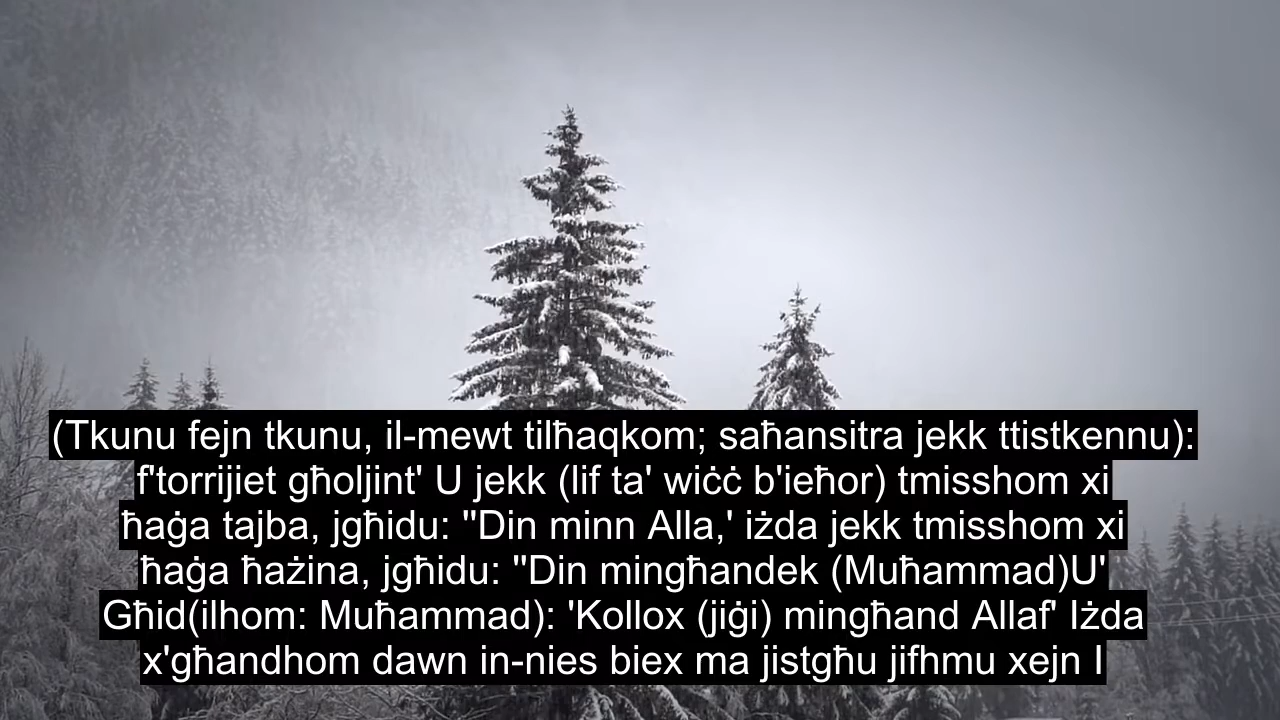 (Tkunu fejn tkunu, il-mewt tilħaqkom; saħansitra jekk ttistkennu):
f'torrijiet għoljint' U jekk (lif ta' wiċċ b'ieħor) tmisshom xi
ħaġa tajba, jgħidu: "Din minn Alla,' iżda jekk tmisshom xi
ħaġa ħażina, jgħidu: "Din mingħandek (Muħammad)U'
Għid(ilhom: Muħammad): 'Kollox (jiġi) mingħand Allaf' Iżda
x'għandhom dawn in-nies biex ma jistgħu jifhmu xejn I